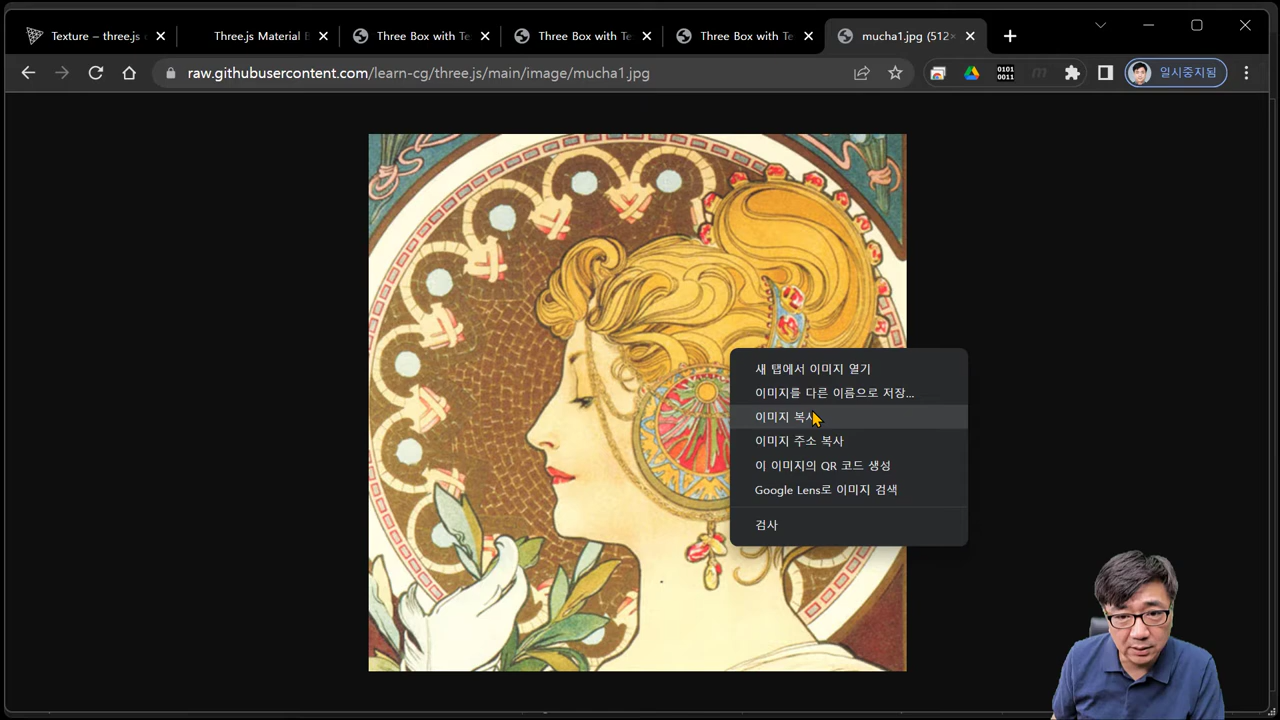 Texture – three.js
Three.js Material
Three Box with Te
Three Box with Te
Three Box with Te
mucha1.jpg (512×
raw.githubusercontent.com/learn-cg/three.js/main/image/mucha1.jpg
0101
0011
m
일시중지됨
새 탭에서 이미지 열기
이미지를 다른 이름으로 저장...
이미지 복사
이미지 주소 복사
이 이미지의 QR 코드 생성
Google Lens로 이미지 검색
검사